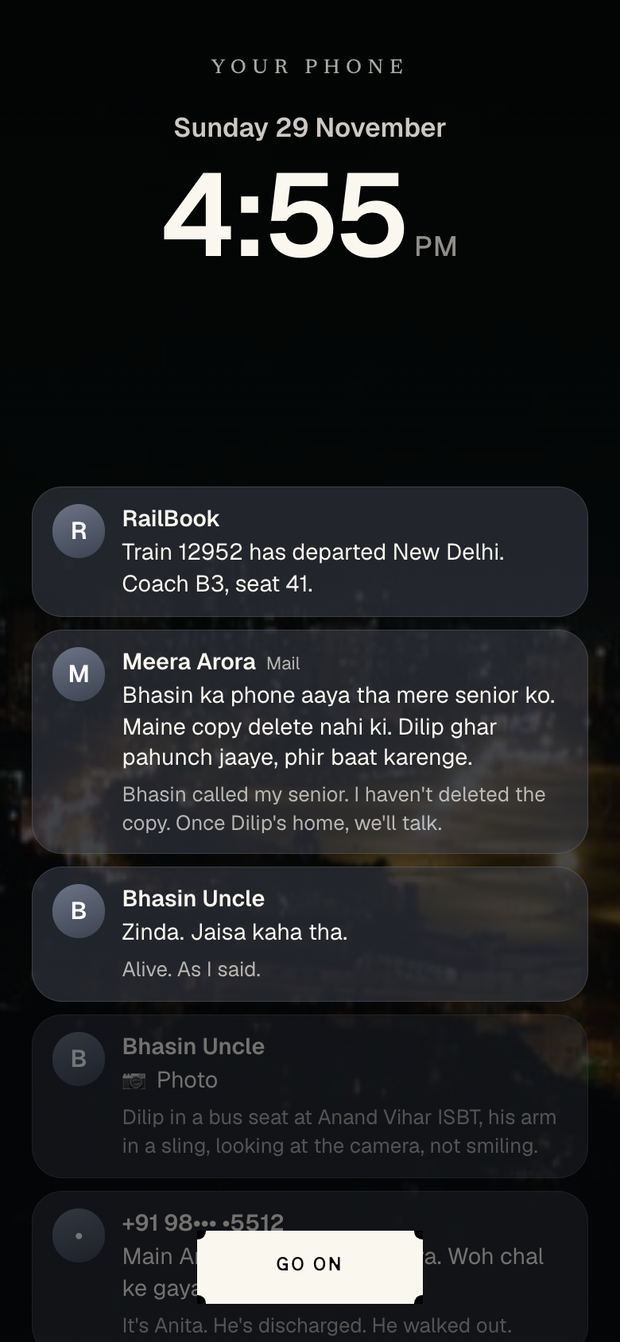 YOUR PHONE
Sunday 29 November
4:55 PM
R
RailBook
Train 12952 has departed New Delhi.
Coach B3, seat 41.
M
Meera Arora Mail
Bhasin ka phone aaya tha mere senior ko.
Maine copy delete nahi ki. Dilip ghar
pahunch jaaye, phir baat karenge.
Bhasin called my senior. I haven't deleted the
copy. Once Dilip's home, we'll talk.
B
Bhasin Uncle
Zinda. Jaisa kaha tha.
Alive. As I said.
B
Bhasin Uncle
📷 Photo
Dilip in a bus seat at Anand Vihar ISBT, his arm
in a sling, looking at the camera, not smiling.
+91 98••• •5512
Main Woh chal
ke
GO ON
It's Anita. He's discharged. He walked out.